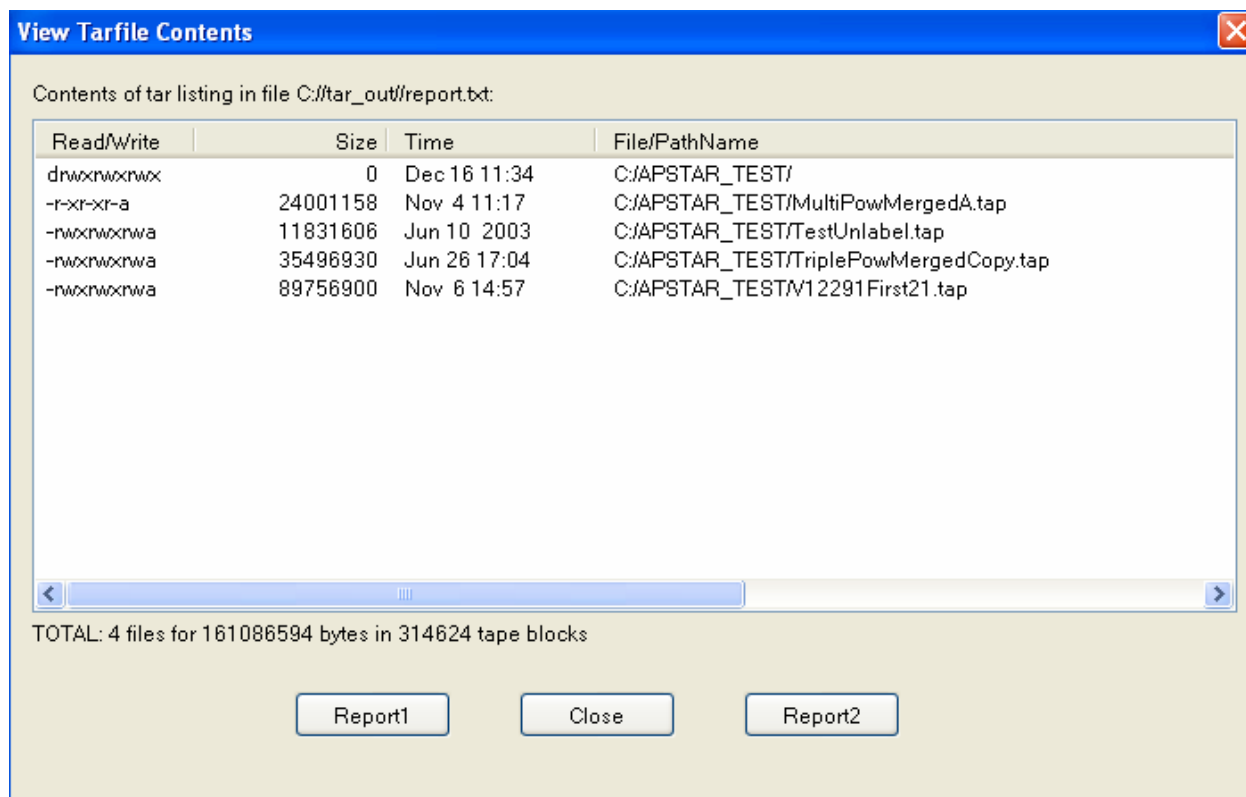 View Tarfile Contents
Contents of tar listing in file C://tar_out//report.txt:
Read/Write Size Time File/PathName
drwxrwxrwx 0 Dec 16 11:34 C:/APSTAR_TEST/
-r-xr-xr-a 24001158 Nov 4 11:17 C:/APSTAR_TEST/MultiPowMergedA.tap
-rwxrwxrwa 11831606 Jun 10 2003 C:/APSTAR_TEST/TestUnlabel.tap
-rwxrwxrwa 35496930 Jun 26 17:04 C:/APSTAR_TEST/TriplePowMergedCopy.tap
-rwxrwxrwa 89756900 Nov 6 14:57 C:/APSTAR_TEST/V12291First21.tap
TOTAL: 4 files for 161086594 bytes in 314624 tape blocks
Report1 Close Report2